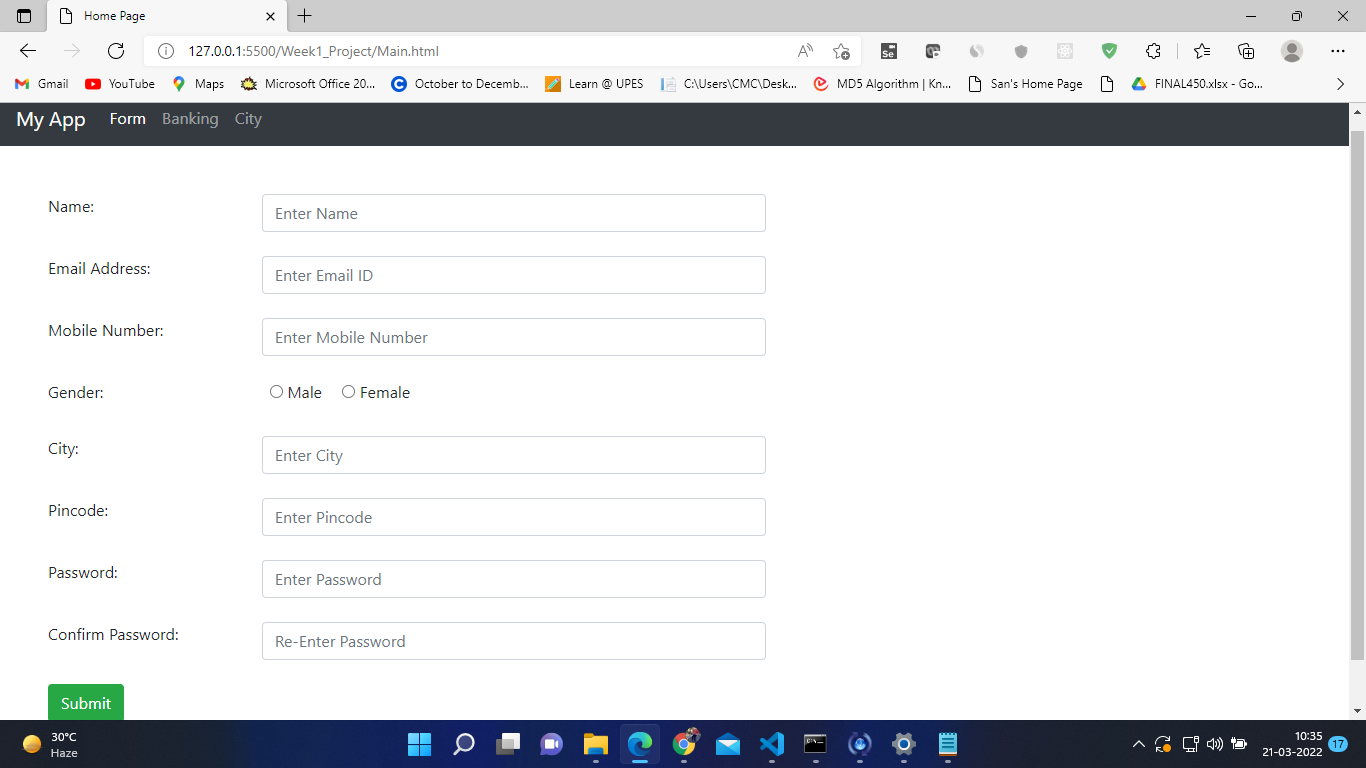 Home Page
127.0.0.1:5500/Week1_Project/Main.html
Gmail YouTube Maps Microsoft Office 20... October to Decemb... Learn @ UPES C:\Users\CMC\Desk... MD5 Algorithm | Kn... San's Home Page FINAL450.xlsx - Go...
My App Form Banking City
Name: Enter Name
Email Address: Enter Email ID
Mobile Number: Enter Mobile Number
Gender: Male Female
City: Enter City
Pincode: Enter Pincode
Password: Enter Password
Confirm Password: Re-Enter Password
Submit
30°C
Haze
10:35
21-03-2022 17